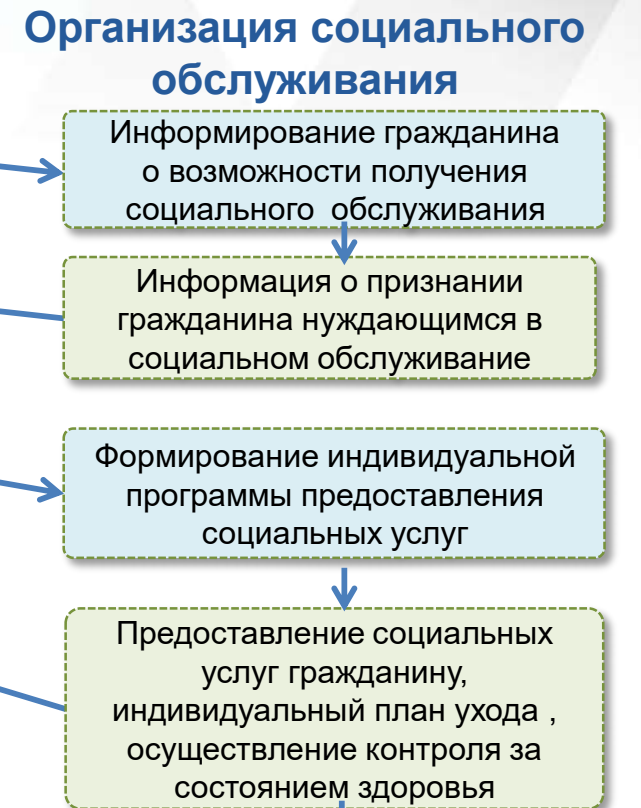 Организация социального
обслуживания
Информирование гражданина
о возможности получения
социального обслуживания
Информация о признании
гражданина нуждающимся в
социальном обслуживание
Формирование индивидуальной
программы предоставления
социальных услуг
Предоставление социальных
услуг гражданину,
индивидуальный план ухода ,
осуществление контроля за
состоянием здоровья